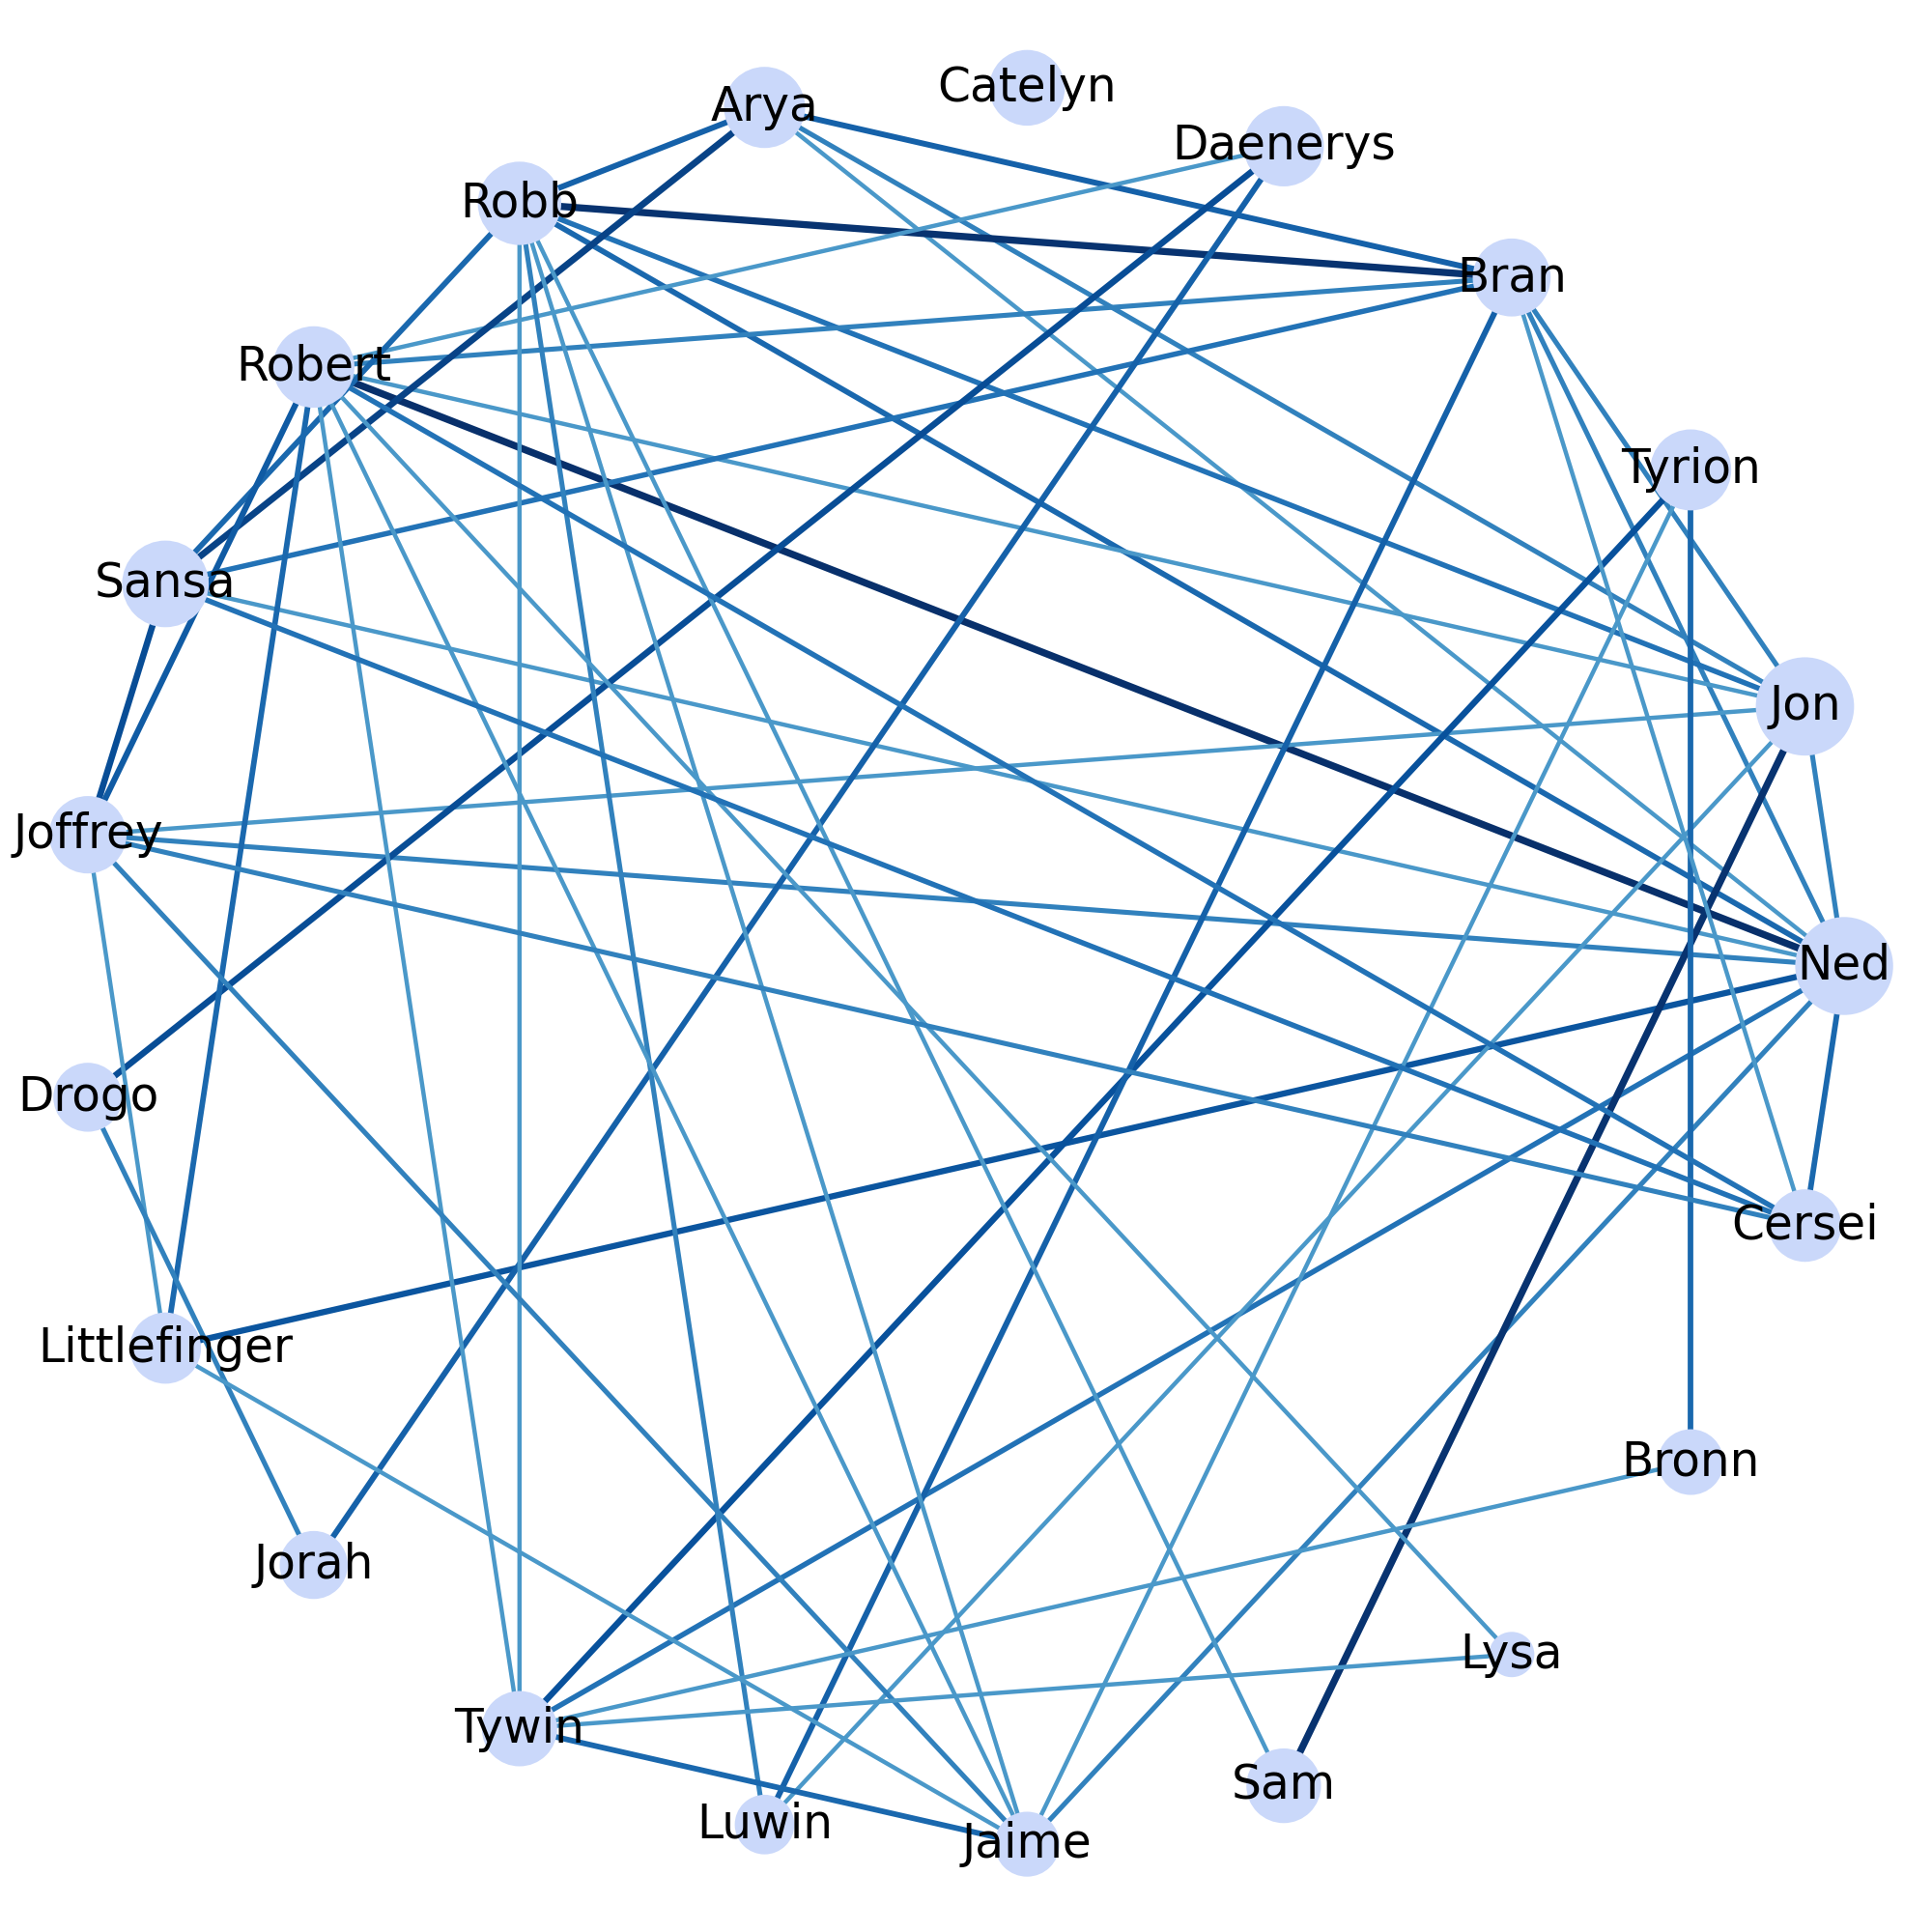 Catelyn
Arya
Daenerys
Robb
Bran
Robert
Tyrion
Sansa
Jon
Joffrey
Ned
Drogo
Cersei
Littlefinger
Bronn
Jorah
Lysa
Tywin
Sam
Luwin
Jaime